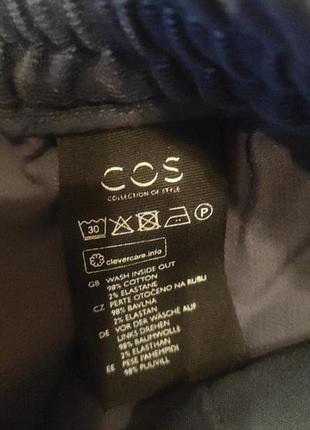 COS
COLLECTION OF STYLE
30 P
clevercare.info
GB WASH INSIDE OUT
98% COTTON
2% ELASTANE
CZ PERTE OTOČENO NA RUBU
98% BAVLNA
2% ELASTAN
DE VOR DER WÄSCHE AUF
LINKS DREHEN
98% BAUMWOLLE
2% ELASTHAN
EE PESE PAHEMPIDI
98% PUUVILL